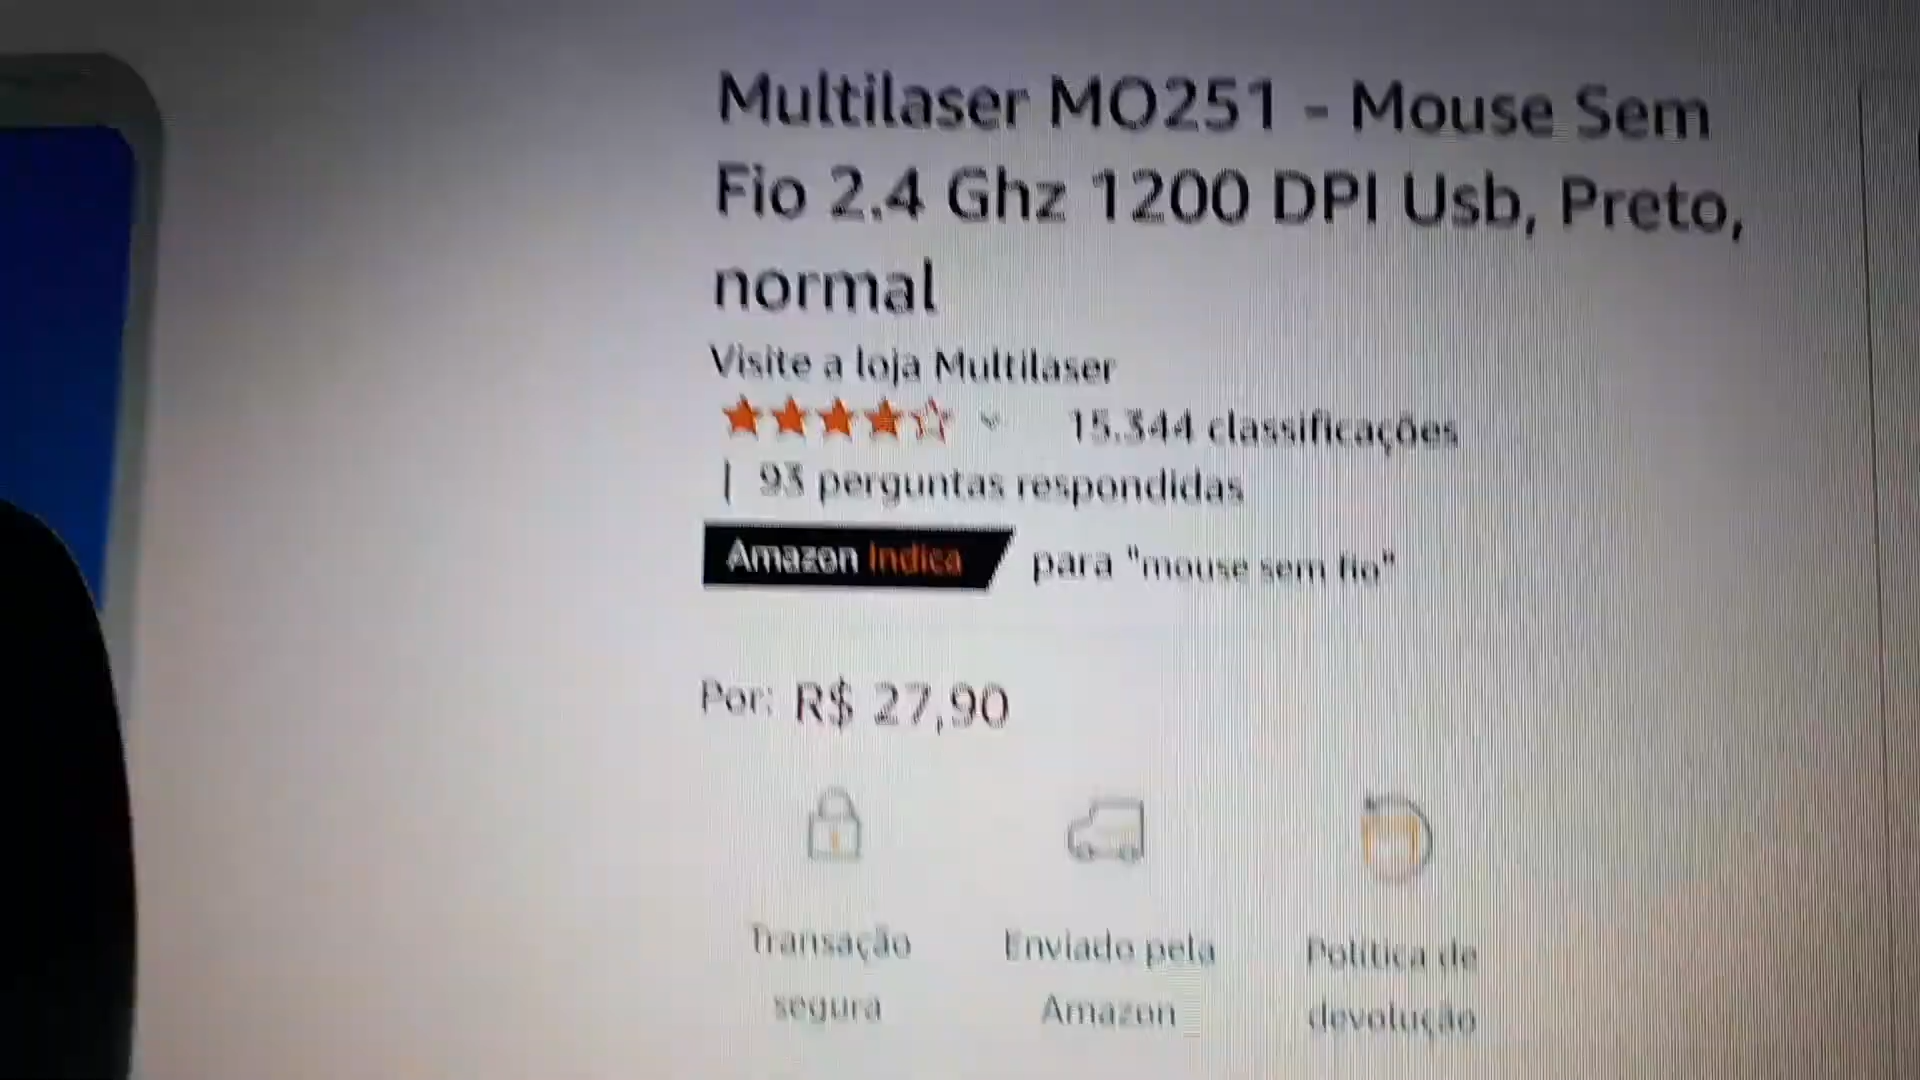 Multilaser MO251 - Mouse Sem
Fio 2.4 Ghz 1200 DPI Usb, Preto,
normal
Visite a loja Multilaser
15.344 classificações
| 93 perguntas respondidas
Amazon Indica para "mouse sem fio"
Por: R$ 27,90
Transação Enviado pela Política de
segura Amazon devolução